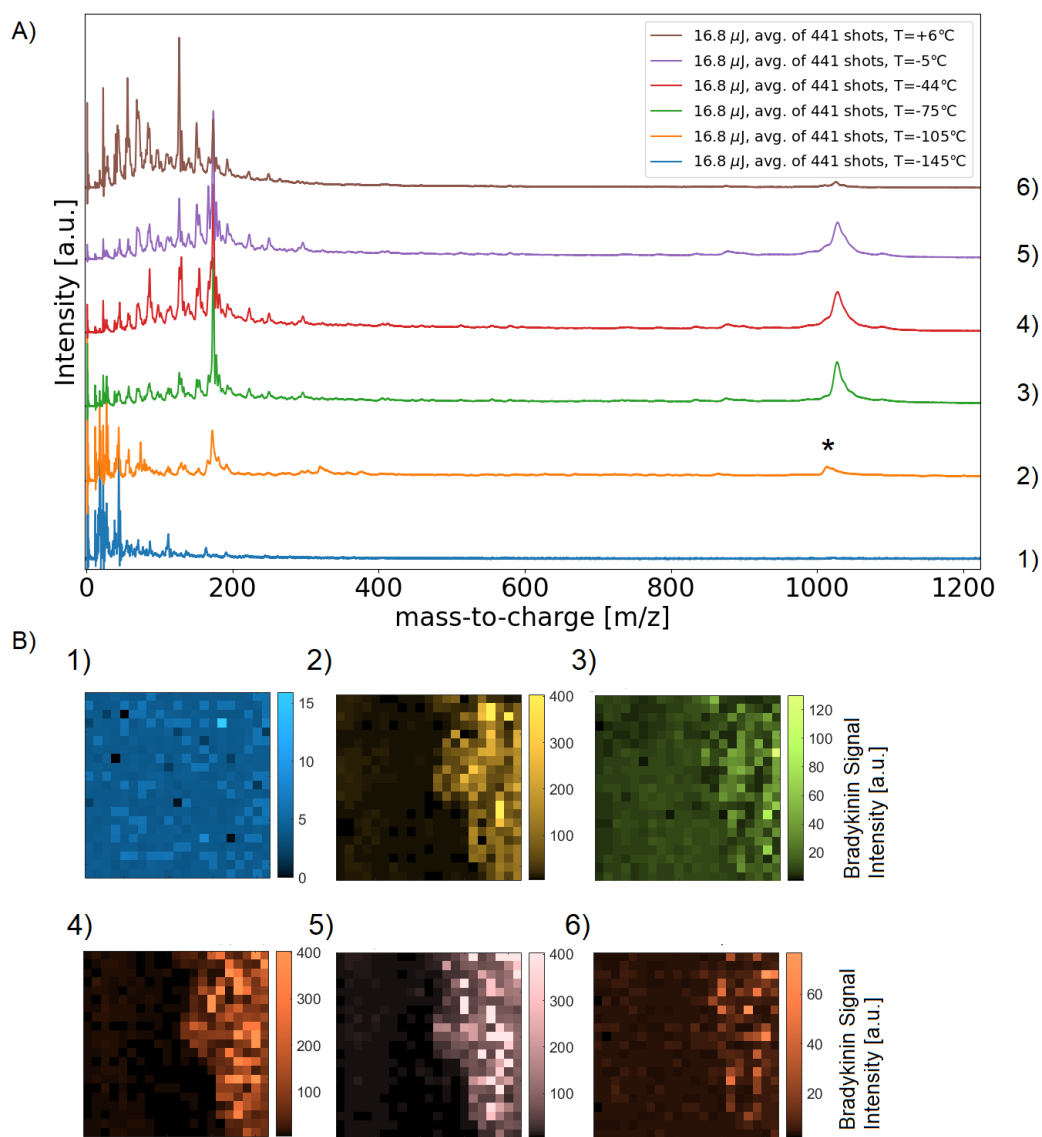 A)
16.8 μJ, avg. of 441 shots, T=+6℃
16.8 μJ, avg. of 441 shots, T=-5℃
16.8 μJ, avg. of 441 shots, T=-44℃
16.8 μJ, avg. of 441 shots, T=-75℃
16.8 μJ, avg. of 441 shots, T=-105℃
16.8 μJ, avg. of 441 shots, T=-145℃
Intensity [a.u.]
6)
5)
4)
3)
*
2)
1)
0 200 400 600 800 1000 1200
mass-to-charge [m/z]
B)
1)
15
10
5
0
2)
400
300
200
100
3)
120
100
80
60
40
20
Bradykinin Signal
Intensity [a.u.]
4)
400
300
200
100
5)
400
300
200
100
6)
60
40
20
Bradykinin Signal
Intensity [a.u.]